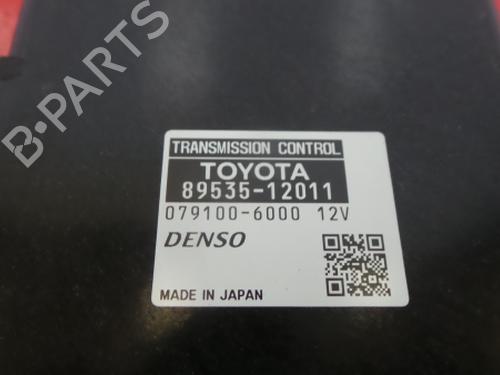 B-PARTS
TRANSMISSION CONTROL
TOYOTA
89535-12011
079100-6000 12V
DENSO
MADE IN JAPAN